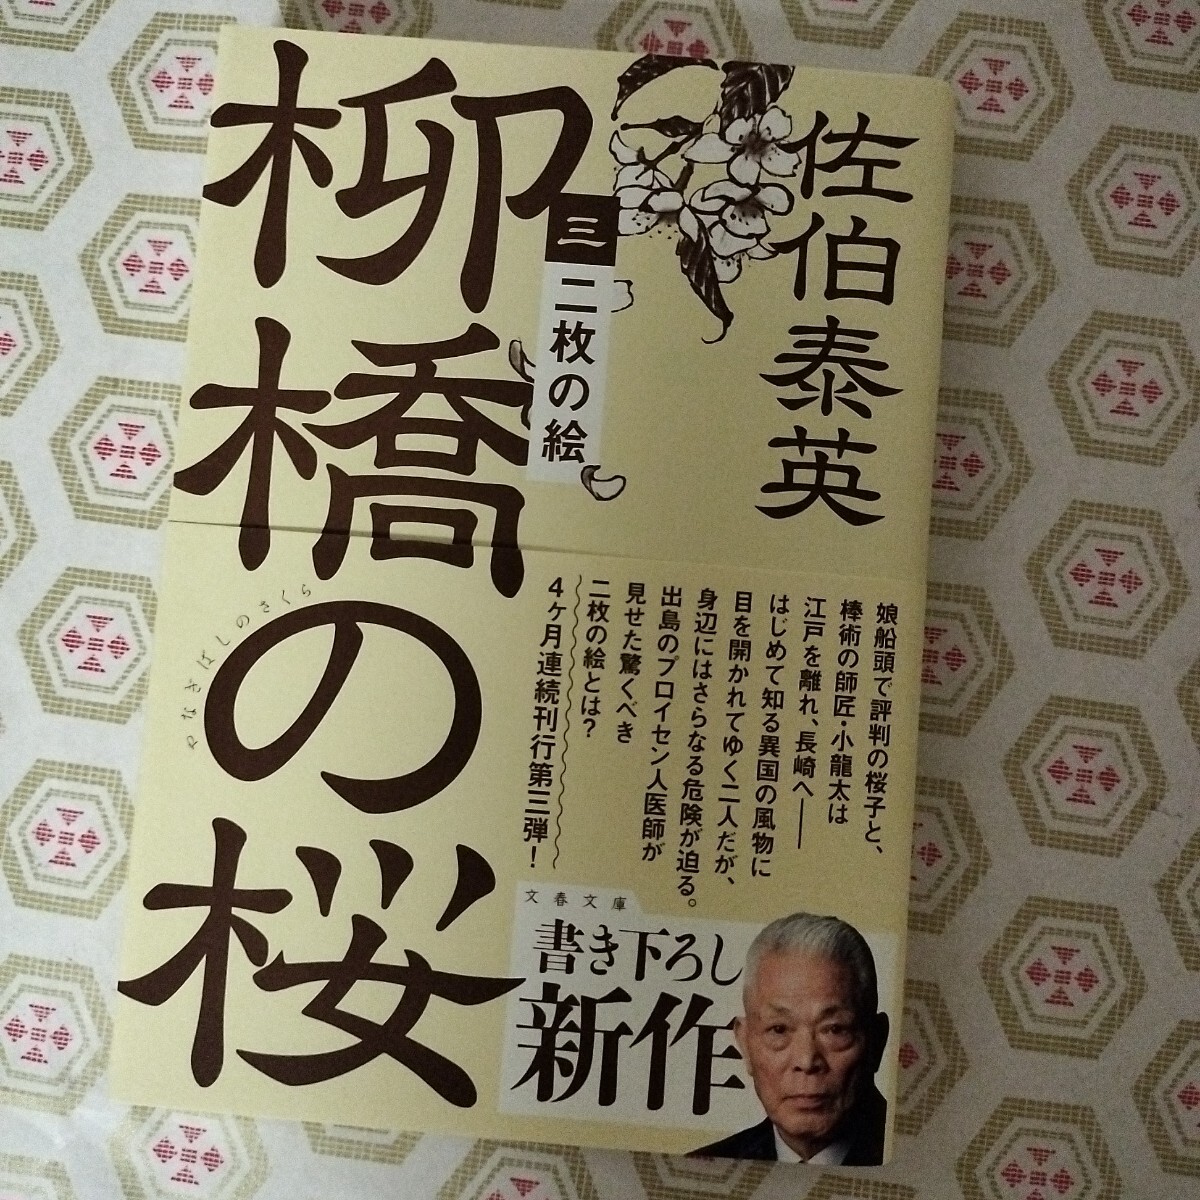 佐伯泰英
柳橋の桜
やなぎばしのさくら
三
二枚の絵
娘船頭で評判の桜子と、
棒術の師匠・小龍太は
江戸を離れ、長崎へ――
はじめて知る異国の風物に
目を開かれてゆく二人だが、
身辺にはさらなる危険が迫る。
出島のプロイセン人医師が
見せた驚くべき
二枚の絵とは?
4ヶ月連続刊行第三弾!
文春文庫
書き下ろし
新作